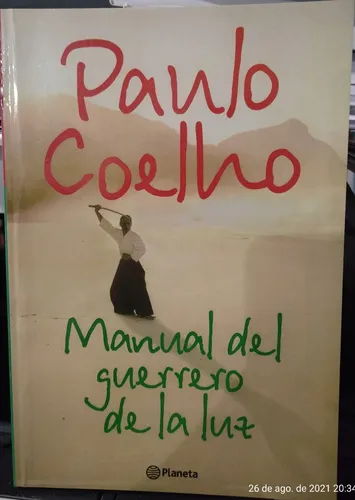 Paulo
Coelho
Manual del
guerrero
de la luz
Planeta
26 de ago. de 2021 20:34